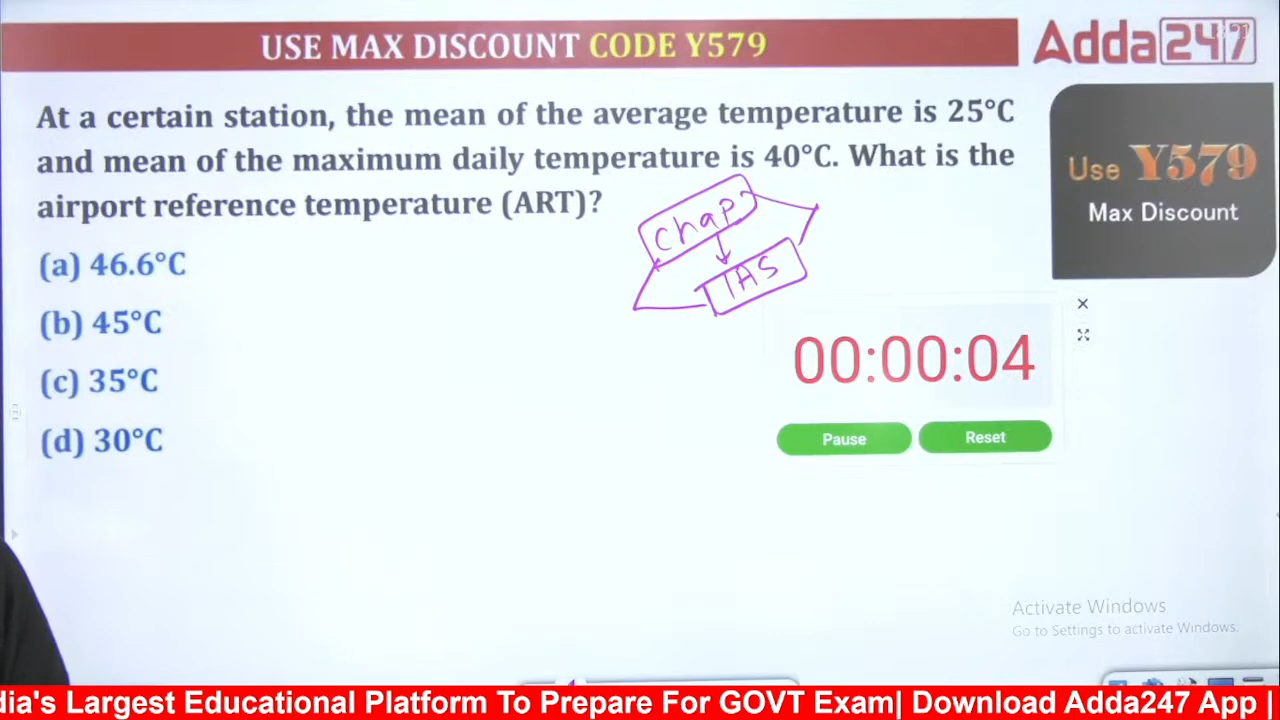 USE MAX DISCOUNT CODE Y579
Adda247
At a certain station, the mean of the average temperature is 25°C
and mean of the maximum daily temperature is 40°C. What is the
airport reference temperature (ART)?
Use Y579
Max Discount
Chap
IAS
(a) 46.6°C
(b) 45°C
(c) 35°C
(d) 30°C
00:00:04
Pause
Reset
Activate Windows
Go to Settings to activate Windows.
dia's Largest Educational Platform To Prepare For GOVT Exam| Download Adda247 App |